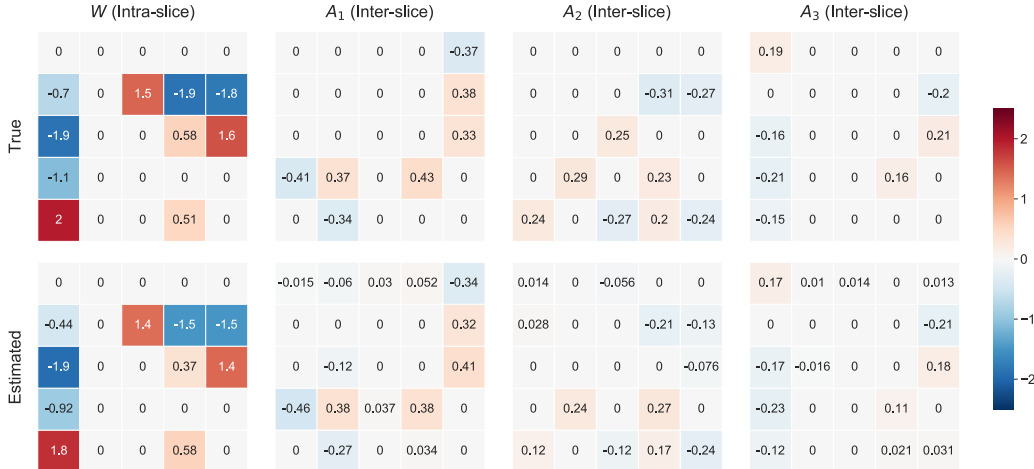 W (Intra-slice) A1 (Inter-slice) A2 (Inter-slice) A3 (Inter-slice)
True
0 0 0 0 0 0 0 0 0 -0.37 0 0 0 0 0 0.19 0 0 0 0
-0.7 0 1.5 -1.9 -1.8 0 0 0 0 0.38 0 0 0 -0.31 -0.27 0 0 0 0 -0.2
-1.9 0 0 0.58 1.6 0 0 0 0 0.33 0 0 0.25 0 0 -0.16 0 0 0 0.21
-1.1 0 0 0 0 -0.41 0.37 0 0.43 0 0 0.29 0 0.23 0 -0.21 0 0 0.16 0
2 0 0 0.51 0 0 -0.34 0 0 0 0.24 0 -0.27 0.2 -0.24 -0.15 0 0 0 0
Estimated
0 0 0 0 0 -0.015 -0.06 0.03 0.052 -0.34 0.014 0 -0.056 0 0 0.17 0.01 0.014 0 0.013
-0.44 0 1.4 -1.5 -1.5 0 0 0 0 0.32 0.028 0 0 -0.21 -0.13 0 0 0 0 -0.21
-1.9 0 0 0.37 1.4 0 -0.12 0 0 0.41 0 0 0 0 -0.076 -0.17 -0.016 0 0 0.18
-0.92 0 0 0 0 -0.46 0.38 0.037 0.38 0 0 0.24 0 0.27 0 -0.23 0 0 0.11 0
1.8 0 0 0.58 0 0 -0.27 0 0.034 0 0.12 0 -0.12 0.17 -0.24 -0.12 0 0 0.021 0.031
2
1
0
−1
−2